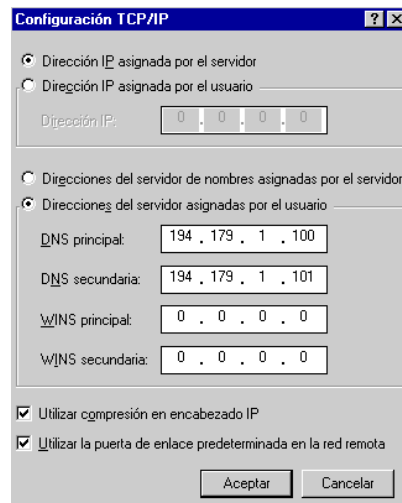 Configuración TCP/IP
Dirección IP asignada por el servidor
Dirección IP asignada por el usuario
Dirección IP: 0 . 0 . 0 . 0
Direcciones del servidor de nombres asignadas por el servidor
Direcciones del servidor asignadas por el usuario
DNS principal: 194 . 179 . 1 . 100
DNS secundaria: 194 . 179 . 1 . 101
WINS principal: 0 . 0 . 0 . 0
WINS secundaria: 0 . 0 . 0 . 0
Utilizar compresión en encabezado IP
Utilizar la puerta de enlace predeterminada en la red remota
Aceptar Cancelar